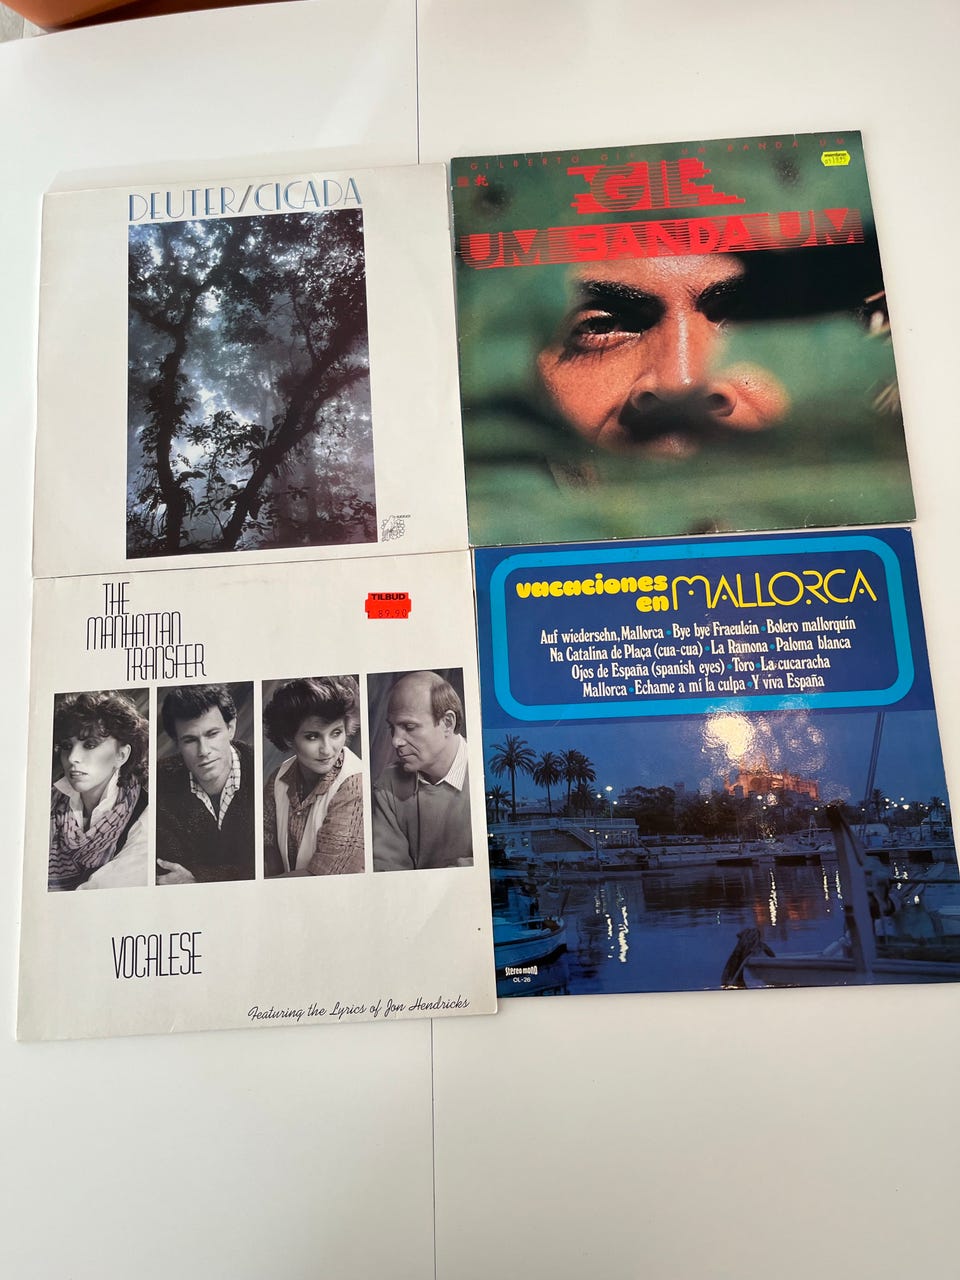 DEUTER/CICADA
GILBERTO GIL UM BANDA UM
GIL
UM BANDA UM
THE
MANHATTAN
TRANSFER
TILBUD
89,90
VOCALESE
Featuring the Lyrics of Jon Hendricks
vacaciones
en MALLORCA
Auf wiedersehn, Mallorca • Bye bye Fraeulein • Bolero mallorquín
Na Catalina de Plaça (cua-cua) • La Ramona • Paloma blanca
Ojos de España (spanish eyes) • Toro • La cucaracha
Mallorca • Echame a mí la culpa • Y viva España
Stereo mono
OL-26